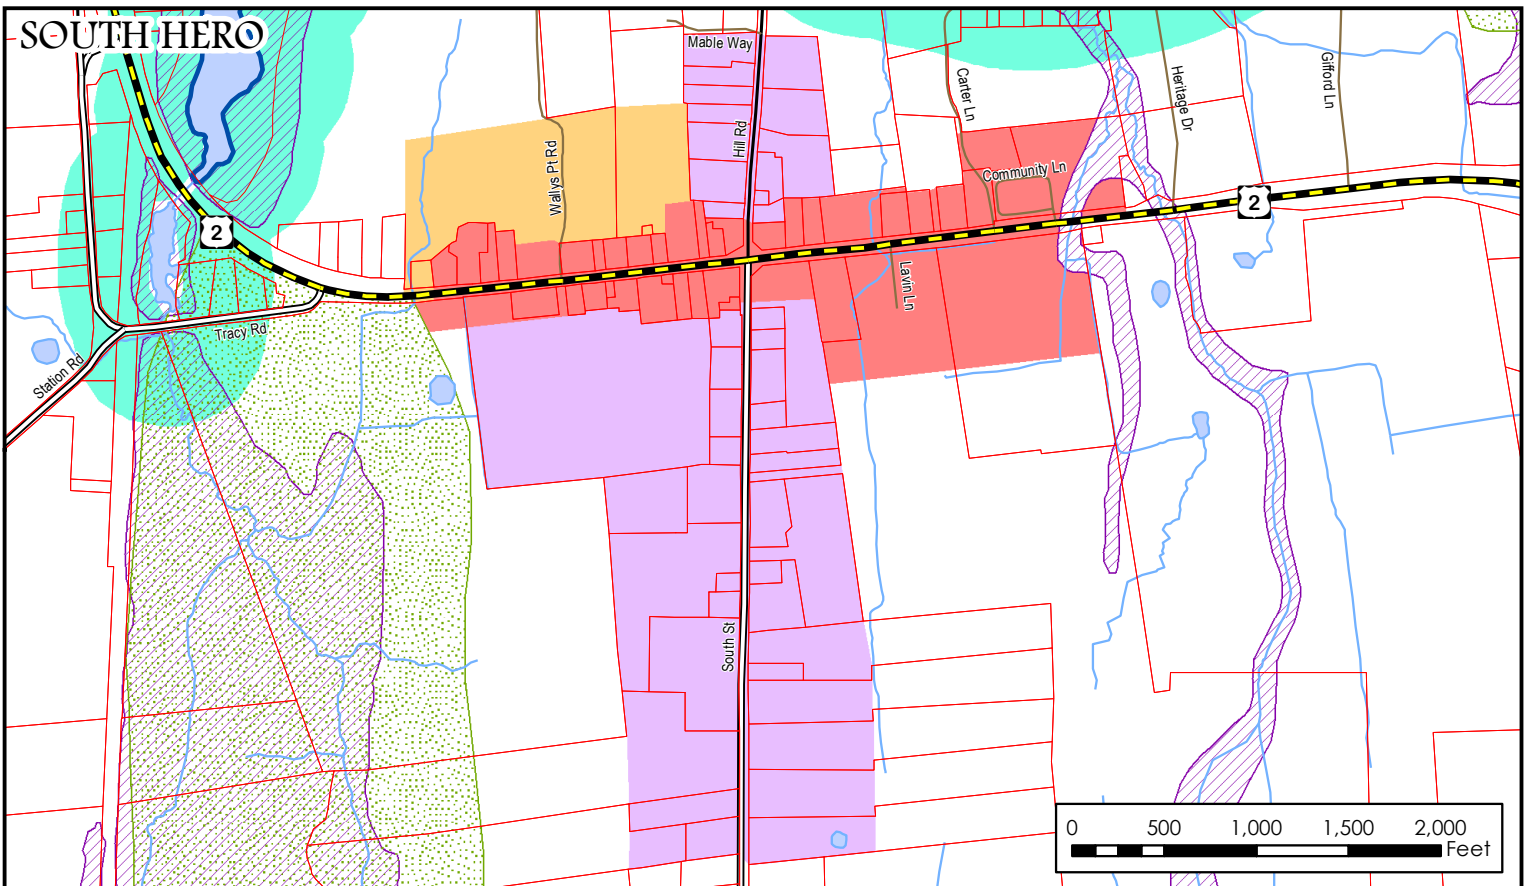 SOUTH HERO
Mable Way
Carter Ln
Heritage Dr
Gifford Ln
Hill Rd
Wallys Pt Rd
Community Ln
2
2
Lavin Ln
Tracy Rd
Station Rd
South St
0 500 1,000 1,500 2,000
Feet